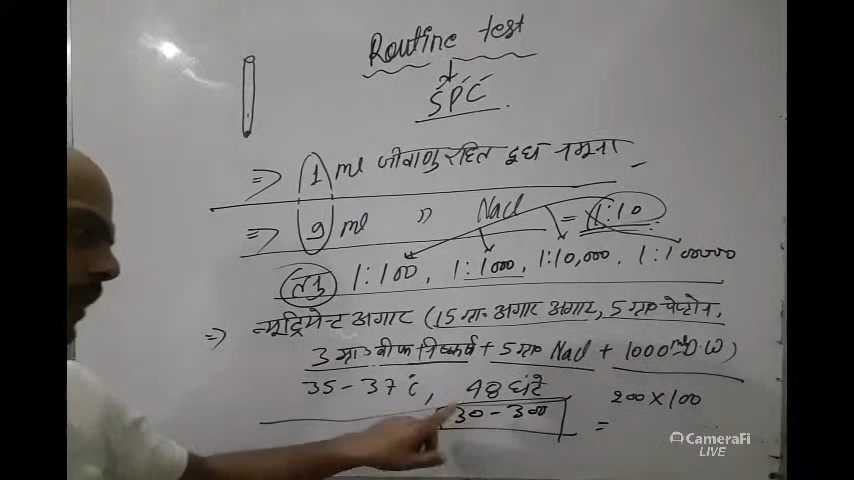 Routine test
SPC
⇒ 1 ml जीवाणु रहित दूध नमूना
⇒ 9 ml " NaCl = 1:10
तनु 1:100, 1:1000, 1:10,000, 1:100000
⇒ न्यूट्रिमेन्ट अगार (15 ग्रा॰ अगार अगार, 5 ग्राम पेप्टोन,
3 ग्रा॰ बीफ निष्कर्ष + 5 ग्राम NaCl + 1000 ml D.W)
35-37°C, 48 घंटे
30-300 = 200×100
CameraFi
LIVE